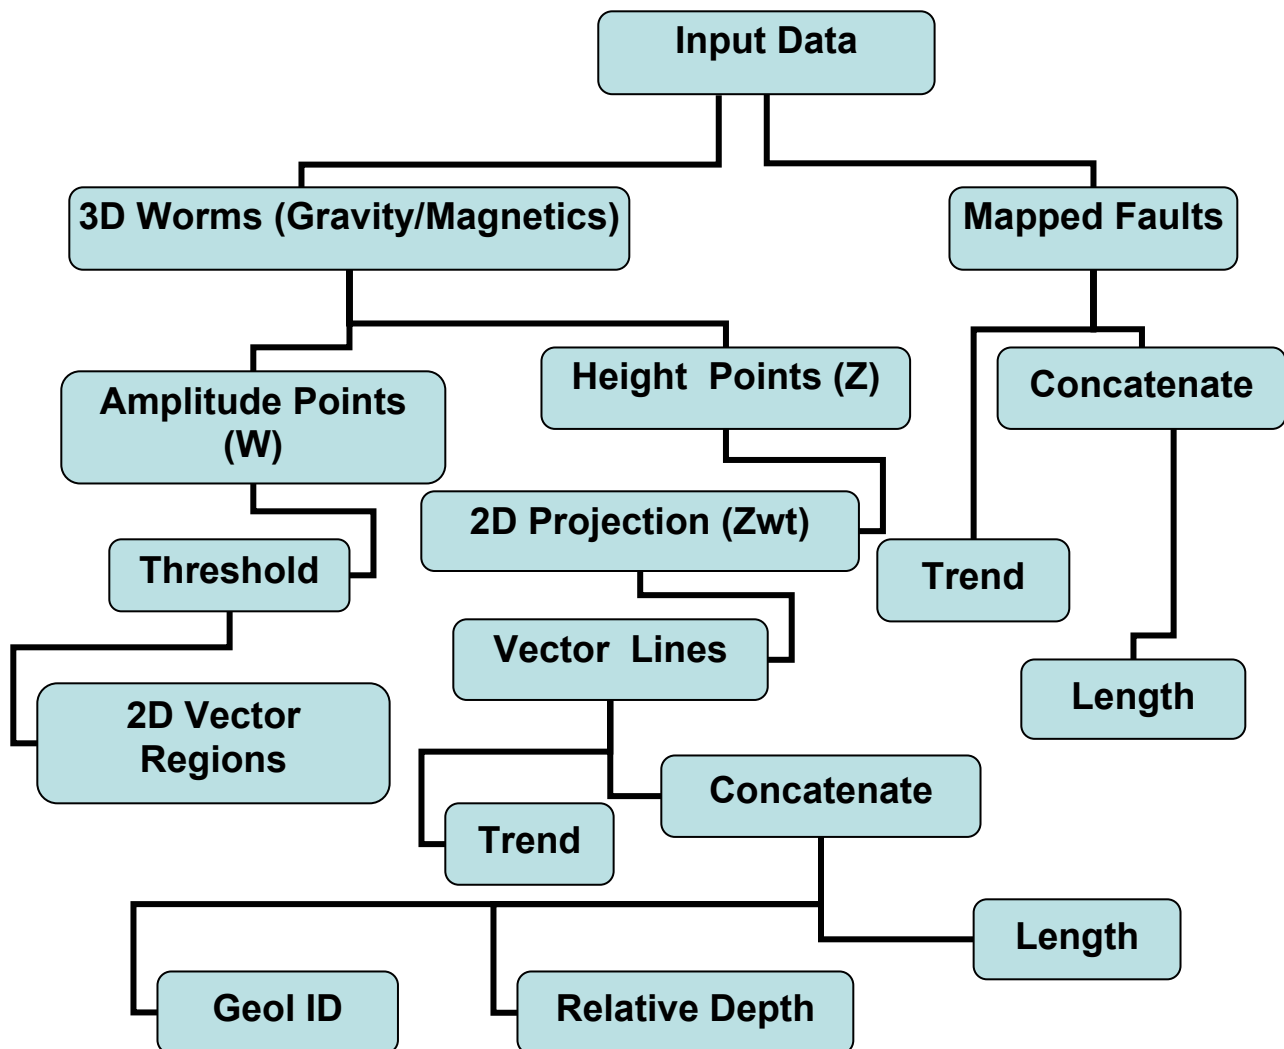 Input Data
3D Worms (Gravity/Magnetics)
Mapped Faults
Height  Points (Z)
Concatenate
Amplitude Points
(W)
2D Projection (Zwt)
Threshold
Trend
Vector  Lines
Length
2D Vector
Regions
Concatenate
Trend
Length
Geol ID
Relative Depth